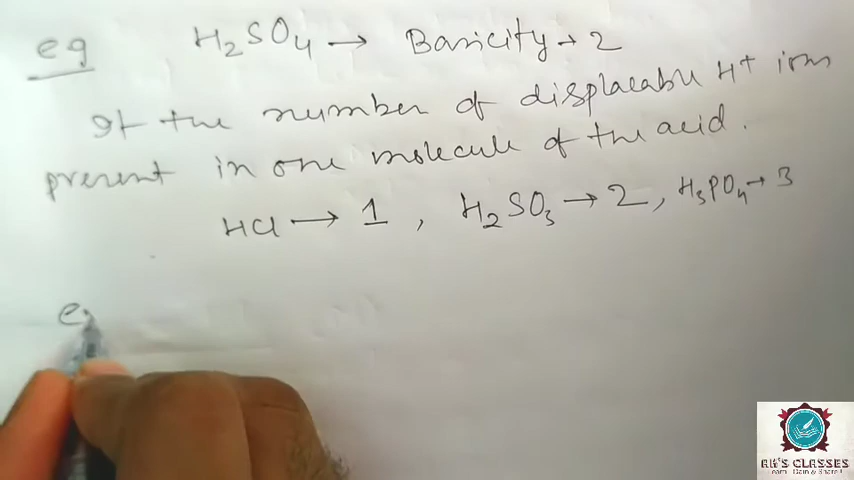 eg H₂SO₄ → Basicity → 2
It the number of displacable H⁺ ions
present in one molecule of the acid.
HCl → 1, H₂SO₃ → 2, H₃PO₄ → 3
e
RK'S CLASSES